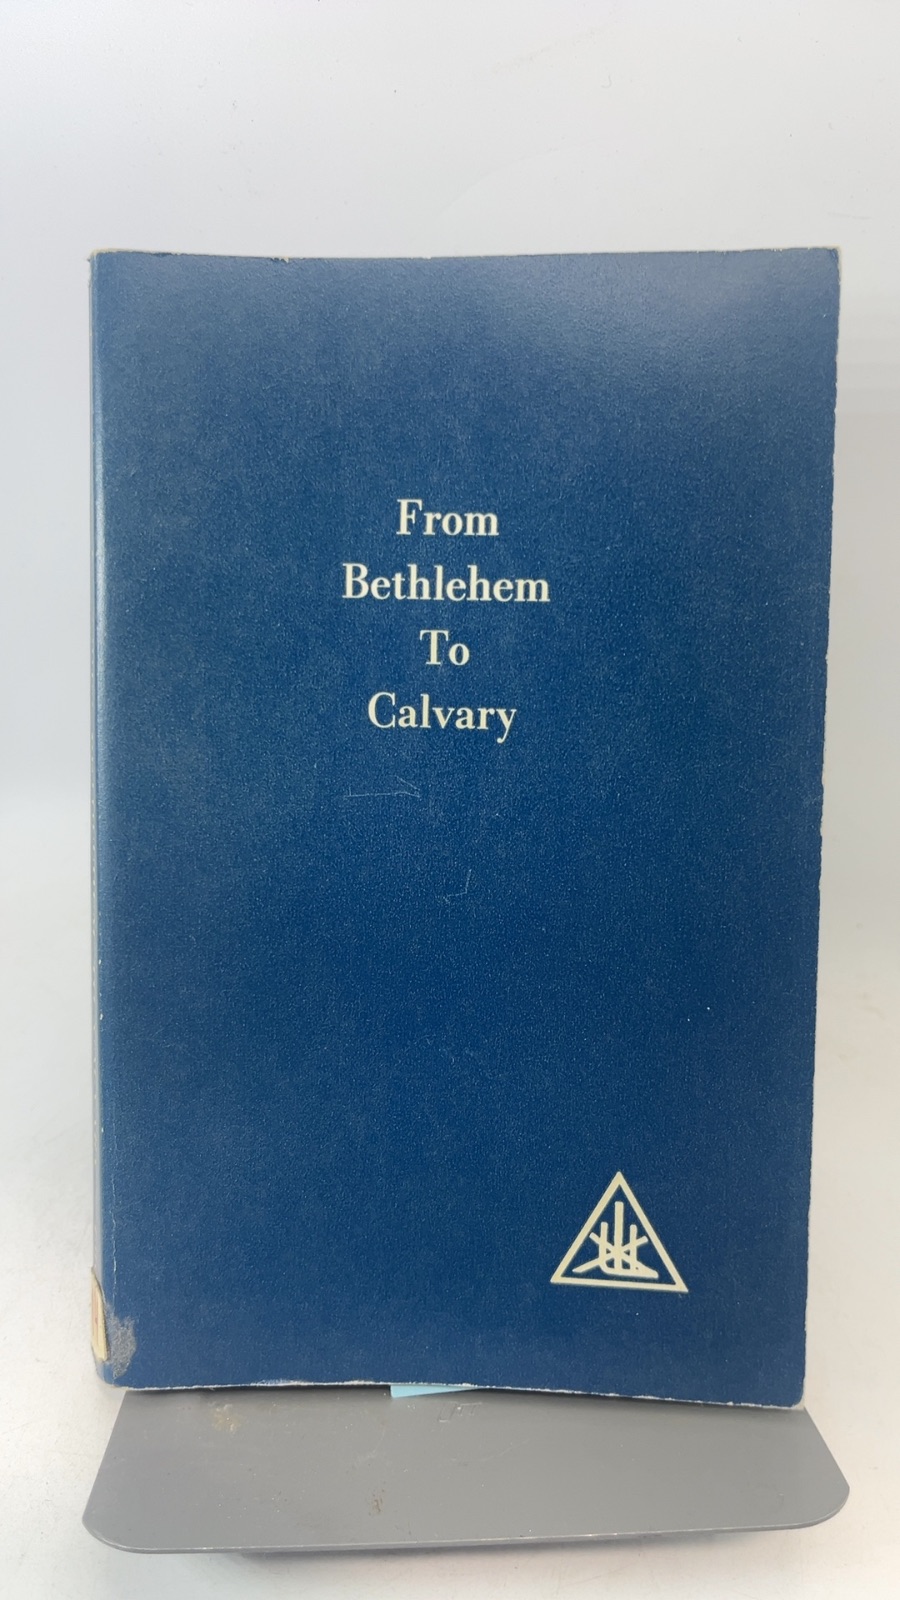 From
Bethlehem
To
Calvary